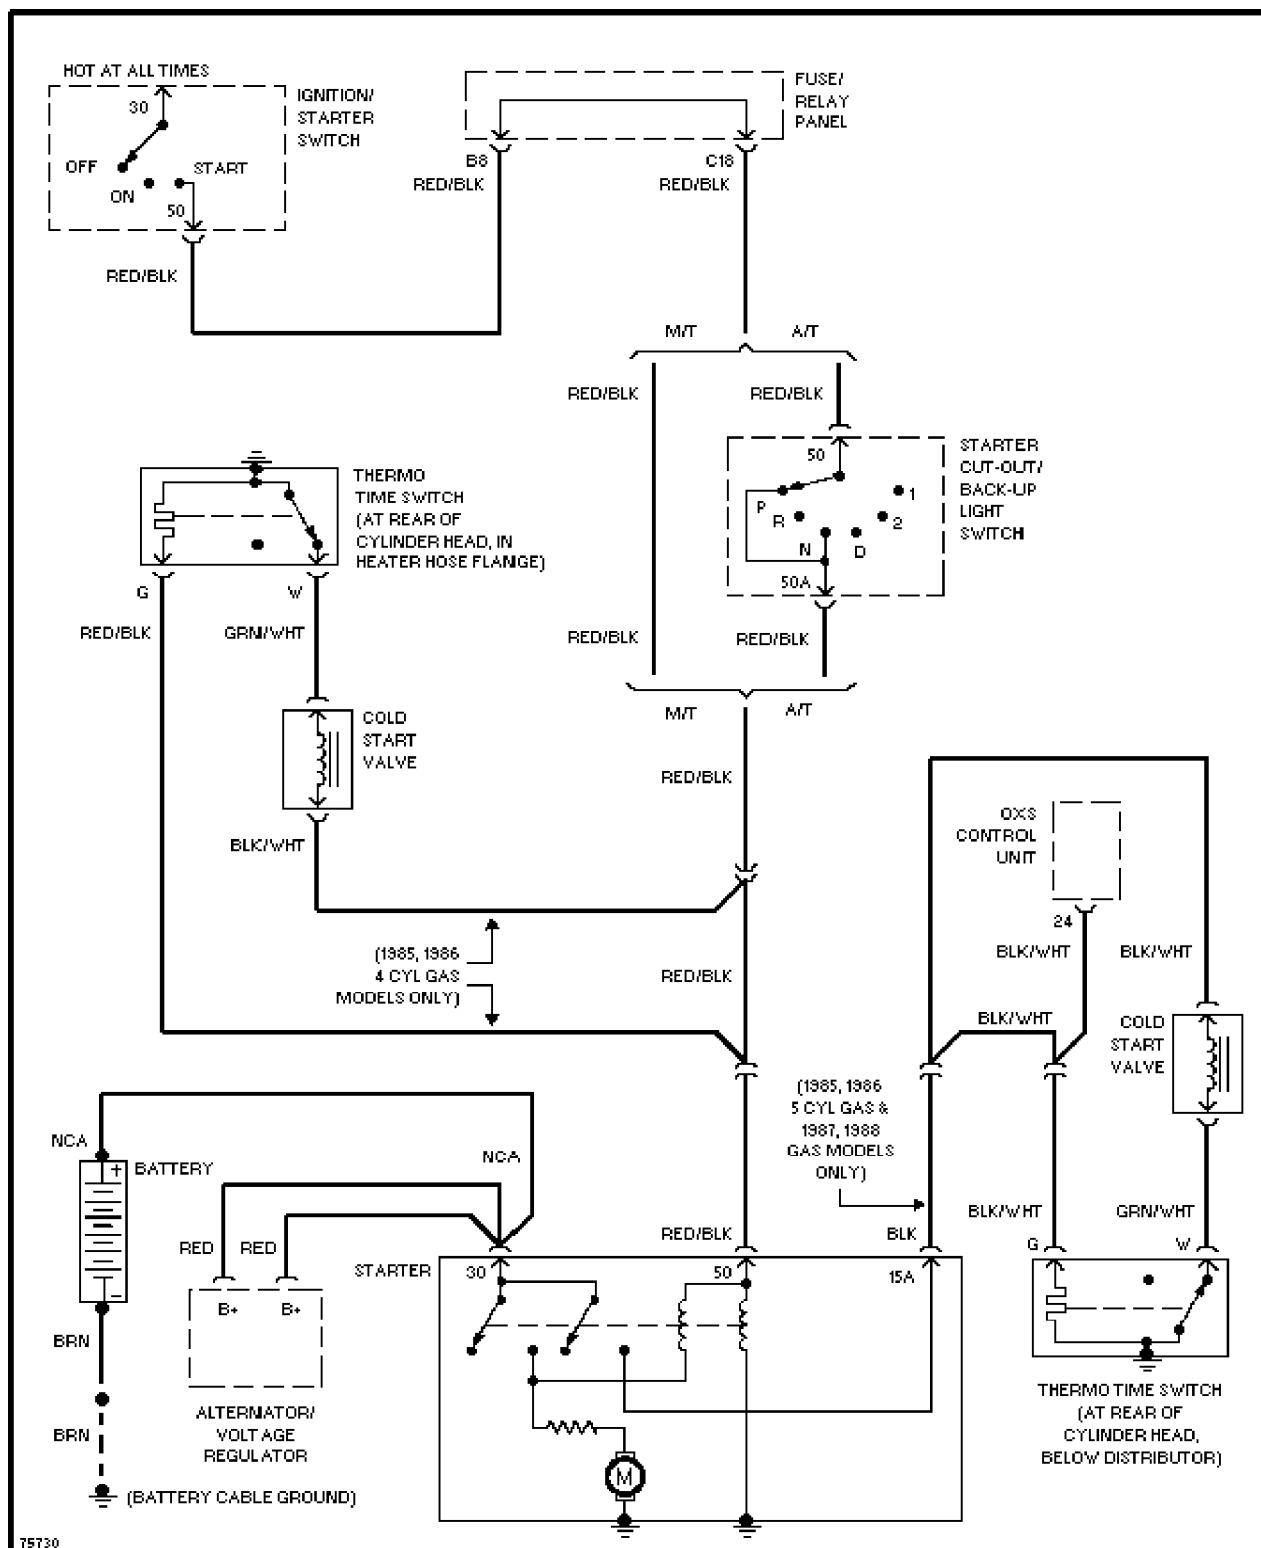 HOT AT ALL TIMES
30
IGNITION/
STARTER
SWITCH
OFF
START
ON
50
RED/BLK
FUSE/
RELAY
PANEL
B8
C18
RED/BLK
RED/BLK
M/T
A/T
RED/BLK
RED/BLK
STARTER
CUT-OUT/
BACK-UP
LIGHT
SWITCH
50
P
R
N
D
2
1
50A
THERMO
TIME SWITCH
(AT REAR OF
CYLINDER HEAD, IN
HEATER HOSE FLANGE)
G
W
RED/BLK
GRN/WHT
RED/BLK
RED/BLK
M/T
A/T
COLD
START
VALVE
RED/BLK
BLK/WHT
OXS
CONTROL
UNIT
24
BLK/WHT
BLK/WHT
(1985, 1986
4 CYL GAS
MODELS ONLY)
RED/BLK
BLK/WHT
COLD
START
VALVE
(1985, 1986
5 CYL GAS &
1987, 1988
GAS MODELS
ONLY)
NCA
NCA
+
BATTERY
-
RED
RED
RED/BLK
BLK
BLK/WHT
GRN/WHT
G
W
STARTER
30
50
15A
B+
B+
BRN
ALTERNATOR/
VOLTAGE
REGULATOR
BRN
M
THERMO TIME SWITCH
(AT REAR OF
CYLINDER HEAD,
BELOW DISTRIBUTOR)
(BATTERY CABLE GROUND)
75730